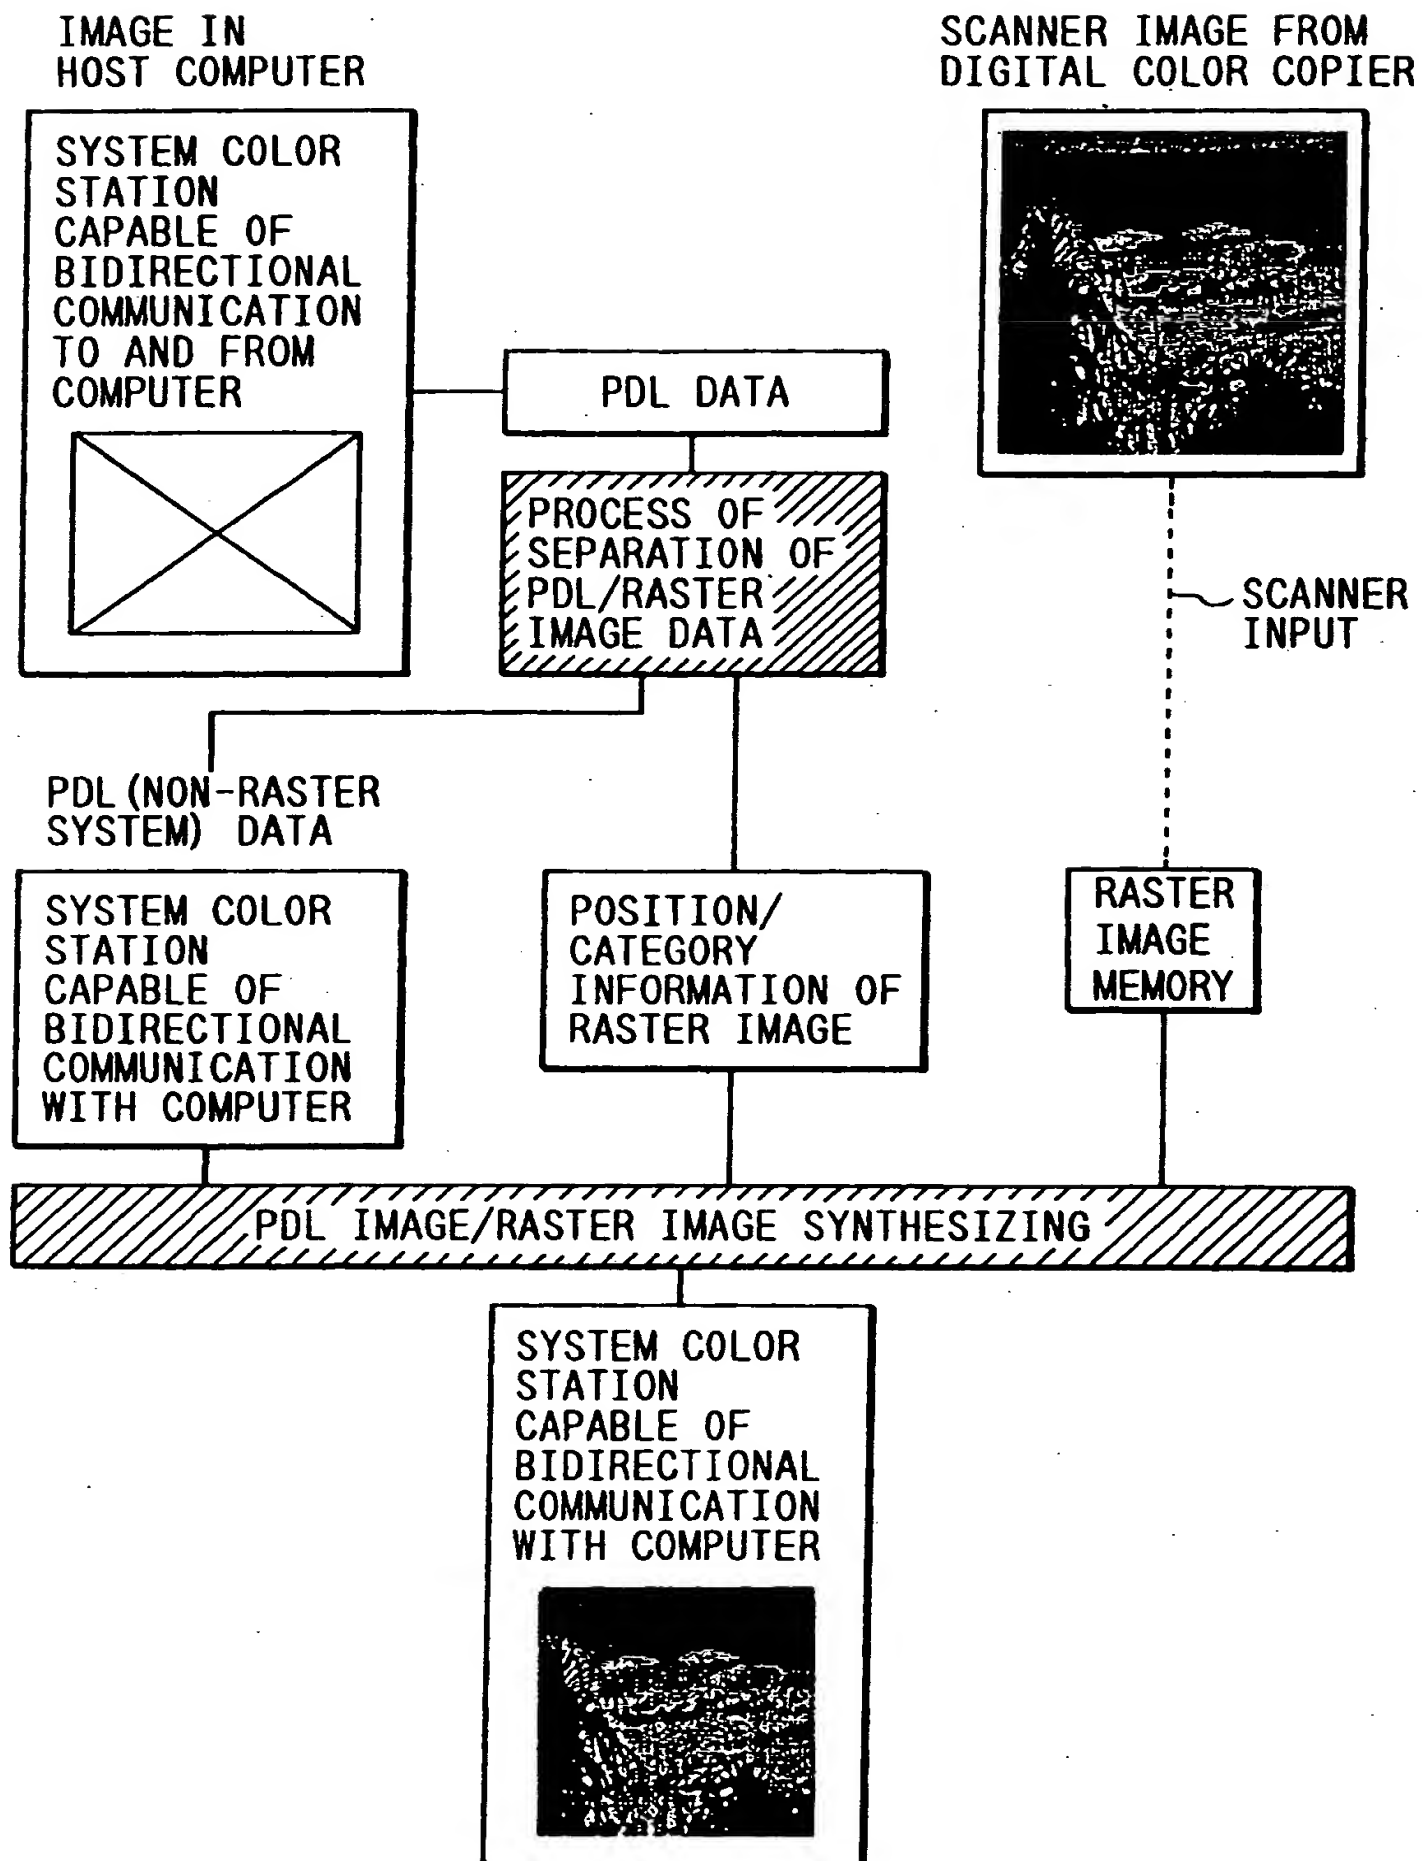 IMAGE IN
HOST COMPUTER
SCANNER IMAGE FROM
DIGITAL COLOR COPIER
SYSTEM COLOR
STATION
CAPABLE OF
BIDIRECTIONAL
COMMUNICATION
TO AND FROM
COMPUTER
PDL DATA
PROCESS OF
SEPARATION OF
PDL/RASTER
IMAGE DATA
SCANNER
INPUT
PDL (NON-RASTER
SYSTEM) DATA
SYSTEM COLOR
STATION
CAPABLE OF
BIDIRECTIONAL
COMMUNICATION
WITH COMPUTER
POSITION/
CATEGORY
INFORMATION OF
RASTER IMAGE
RASTER
IMAGE
MEMORY
PDL IMAGE/RASTER IMAGE SYNTHESIZING
SYSTEM COLOR
STATION
CAPABLE OF
BIDIRECTIONAL
COMMUNICATION
WITH COMPUTER